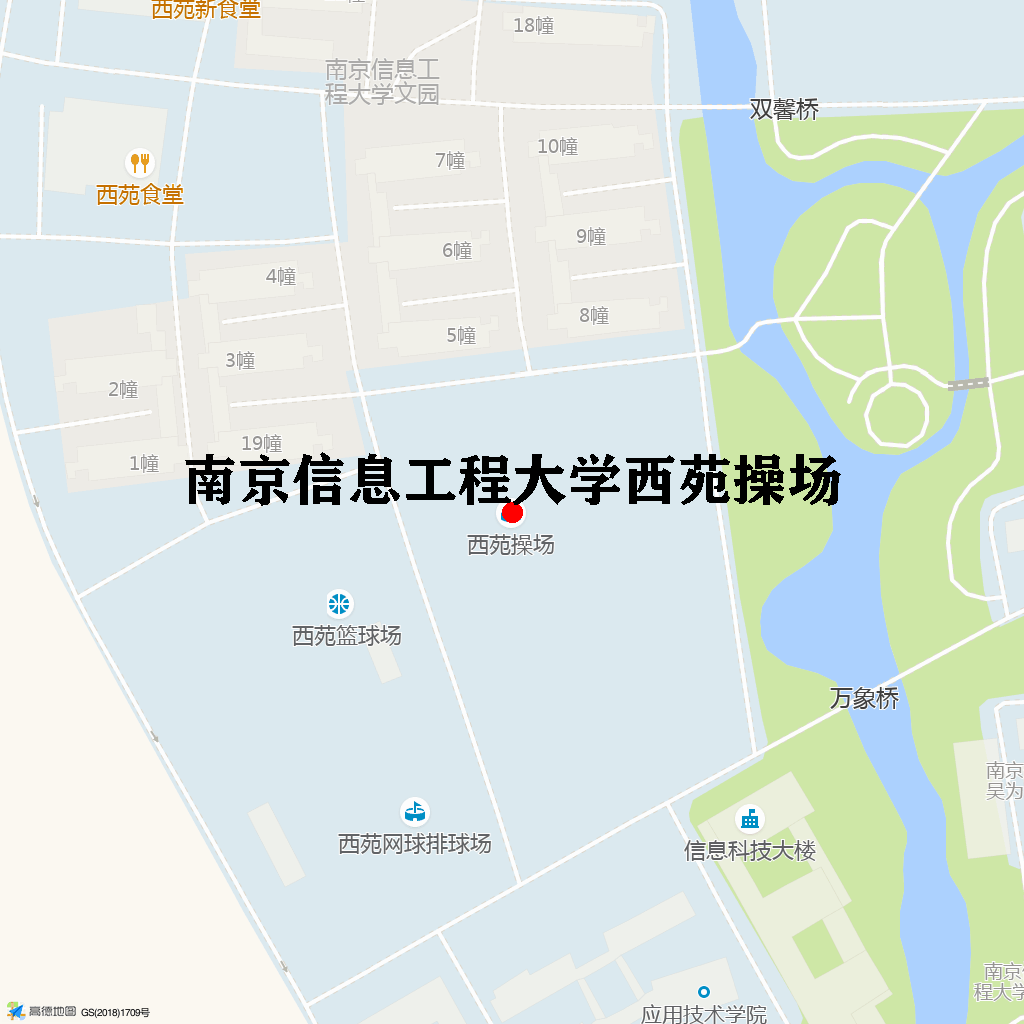 西苑新食堂
18幢
南京信息工
程大学文园
双馨桥
7幢
10幢
西苑食堂
6幢
9幢
4幢
5幢
8幢
3幢
2幢
19幢
1幢
南京信息工程大学西苑操场
西苑操场
西苑篮球场
万象桥
南京
吴为
西苑网球排球场
信息科技大楼
南京信
程大学
应用技术学院
高德地图 GS(2018)1709号